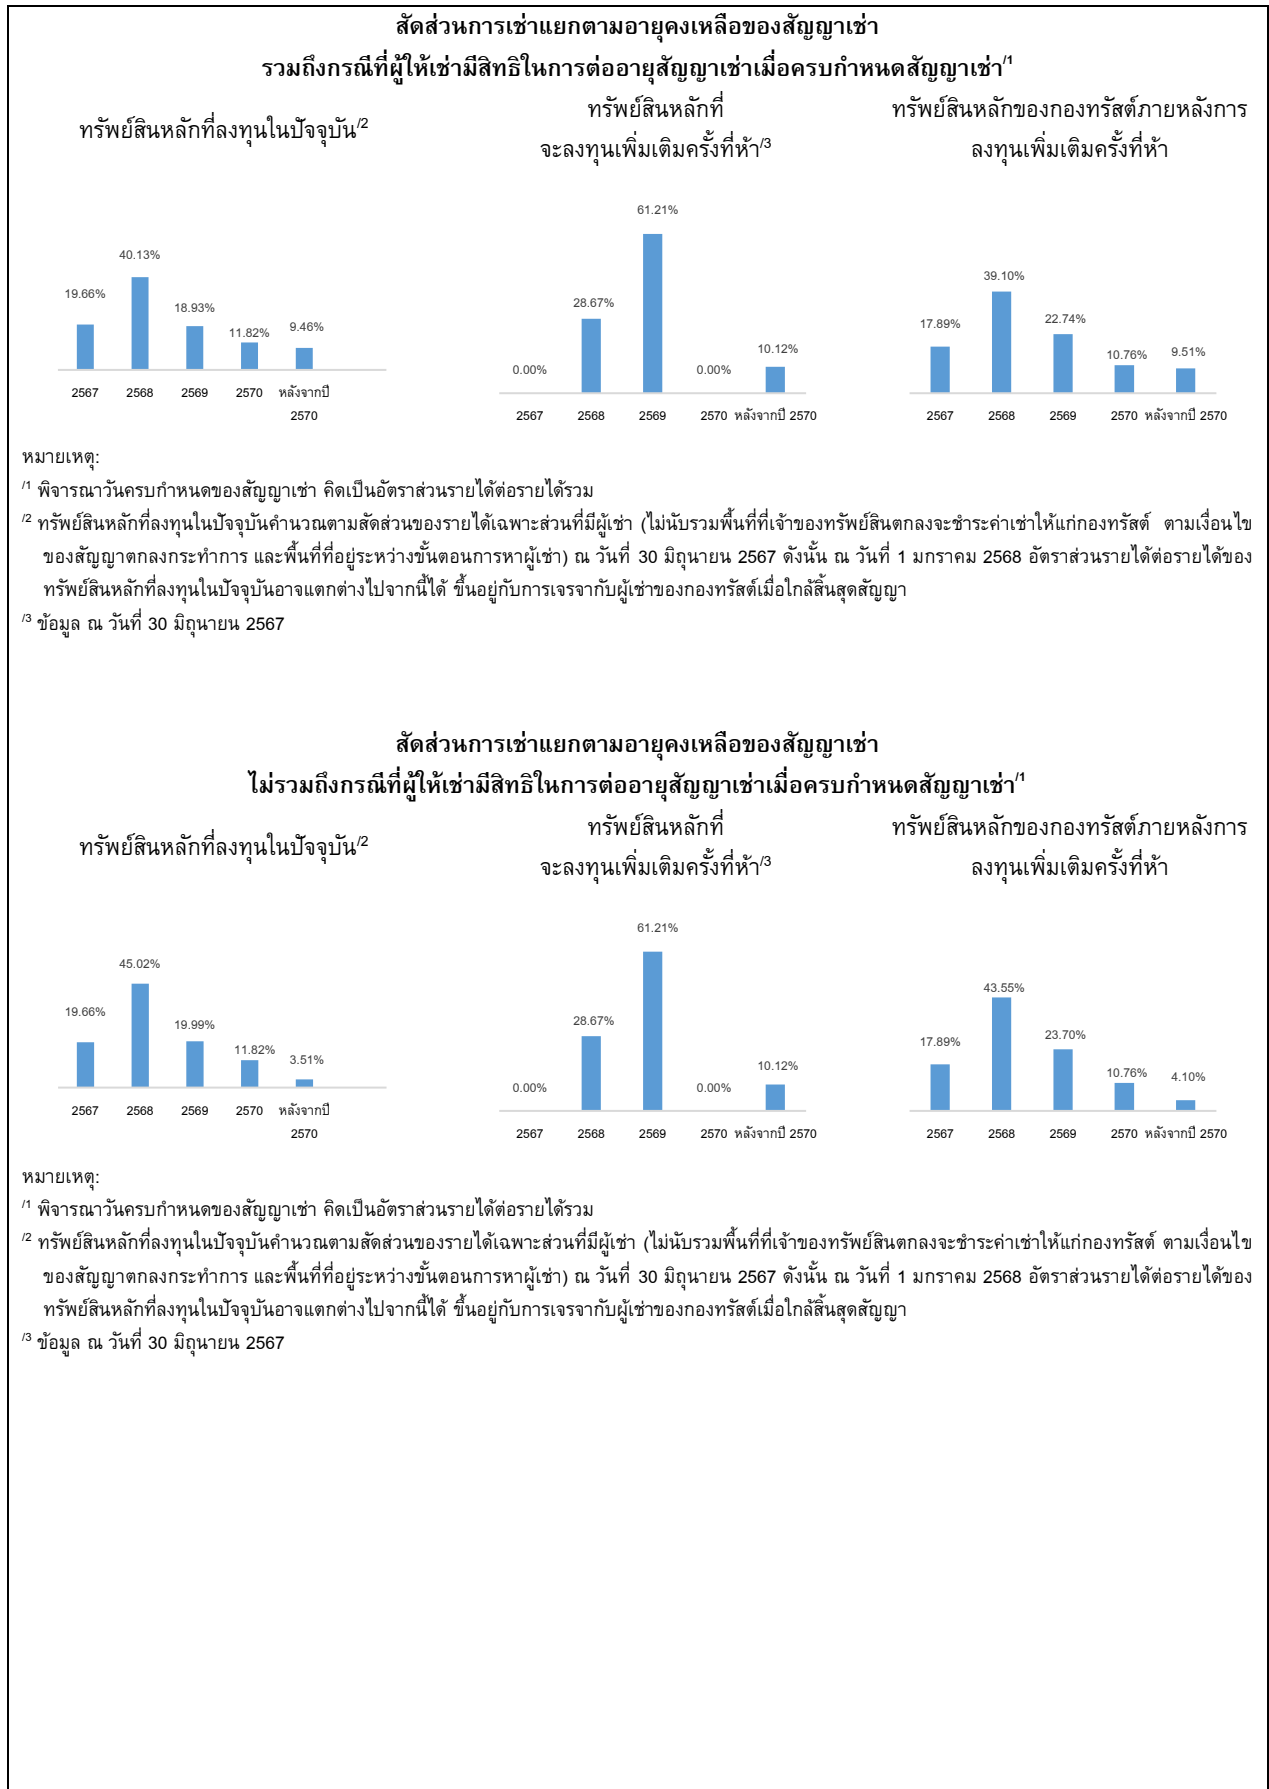 สัดส่วนการเช่าแยกตามอายุคงเหลือของสัญญาเช่า
รวมถึงกรณีที่ผู้ให้เช่ามีสิทธิในการต่ออายุสัญญาเช่าเมื่อครบกำหนดสัญญาเช่า/1
ทรัพย์สินหลักที่ลงทุนในปัจจุบัน/2
ทรัพย์สินหลักที่
จะลงทุนเพิ่มเติมครั้งที่ห้า/3
ทรัพย์สินหลักของกองทรัสต์ภายหลังการ
ลงทุนเพิ่มเติมครั้งที่ห้า
19.66% 40.13% 18.93% 11.82% 9.46%
2567 2568 2569 2570 หลังจากปี
2570
0.00% 28.67% 61.21% 0.00% 10.12%
2567 2568 2569 2570 หลังจากปี 2570
17.89% 39.10% 22.74% 10.76% 9.51%
2567 2568 2569 2570 หลังจากปี 2570
หมายเหตุ:
/1 พิจารณาวันครบกำหนดของสัญญาเช่า คิดเป็นอัตราส่วนรายได้ต่อรายได้รวม
/2 ทรัพย์สินหลักที่ลงทุนในปัจจุบันคำนวณตามสัดส่วนของรายได้เฉพาะส่วนที่มีผู้เช่า (ไม่นับรวมพื้นที่ที่เจ้าของทรัพย์สินตกลงจะชำระค่าเช่าให้แก่กองทรัสต์ ตามเงื่อนไข
ของสัญญาตกลงกระทำการ และพื้นที่ที่อยู่ระหว่างขั้นตอนการหาผู้เช่า) ณ วันที่ 30 มิถุนายน 2567 ดังนั้น ณ วันที่ 1 มกราคม 2568 อัตราส่วนรายได้ต่อรายได้ของ
ทรัพย์สินหลักที่ลงทุนในปัจจุบันอาจแตกต่างไปจากนี้ได้ ขึ้นอยู่กับการเจรจากับผู้เช่าของกองทรัสต์เมื่อใกล้สิ้นสุดสัญญา
/3 ข้อมูล ณ วันที่ 30 มิถุนายน 2567
สัดส่วนการเช่าแยกตามอายุคงเหลือของสัญญาเช่า
ไม่รวมถึงกรณีที่ผู้ให้เช่ามีสิทธิในการต่ออายุสัญญาเช่าเมื่อครบกำหนดสัญญาเช่า/1
ทรัพย์สินหลักที่ลงทุนในปัจจุบัน/2
ทรัพย์สินหลักที่
จะลงทุนเพิ่มเติมครั้งที่ห้า/3
ทรัพย์สินหลักของกองทรัสต์ภายหลังการ
ลงทุนเพิ่มเติมครั้งที่ห้า
19.66% 45.02% 19.99% 11.82% 3.51%
2567 2568 2569 2570 หลังจากปี
2570
0.00% 28.67% 61.21% 0.00% 10.12%
2567 2568 2569 2570 หลังจากปี 2570
17.89% 43.55% 23.70% 10.76% 4.10%
2567 2568 2569 2570 หลังจากปี 2570
หมายเหตุ:
/1 พิจารณาวันครบกำหนดของสัญญาเช่า คิดเป็นอัตราส่วนรายได้ต่อรายได้รวม
/2 ทรัพย์สินหลักที่ลงทุนในปัจจุบันคำนวณตามสัดส่วนของรายได้เฉพาะส่วนที่มีผู้เช่า (ไม่นับรวมพื้นที่ที่เจ้าของทรัพย์สินตกลงจะชำระค่าเช่าให้แก่กองทรัสต์ ตามเงื่อนไข
ของสัญญาตกลงกระทำการ และพื้นที่ที่อยู่ระหว่างขั้นตอนการหาผู้เช่า) ณ วันที่ 30 มิถุนายน 2567 ดังนั้น ณ วันที่ 1 มกราคม 2568 อัตราส่วนรายได้ต่อรายได้ของ
ทรัพย์สินหลักที่ลงทุนในปัจจุบันอาจแตกต่างไปจากนี้ได้ ขึ้นอยู่กับการเจรจากับผู้เช่าของกองทรัสต์เมื่อใกล้สิ้นสุดสัญญา
/3 ข้อมูล ณ วันที่ 30 มิถุนายน 2567